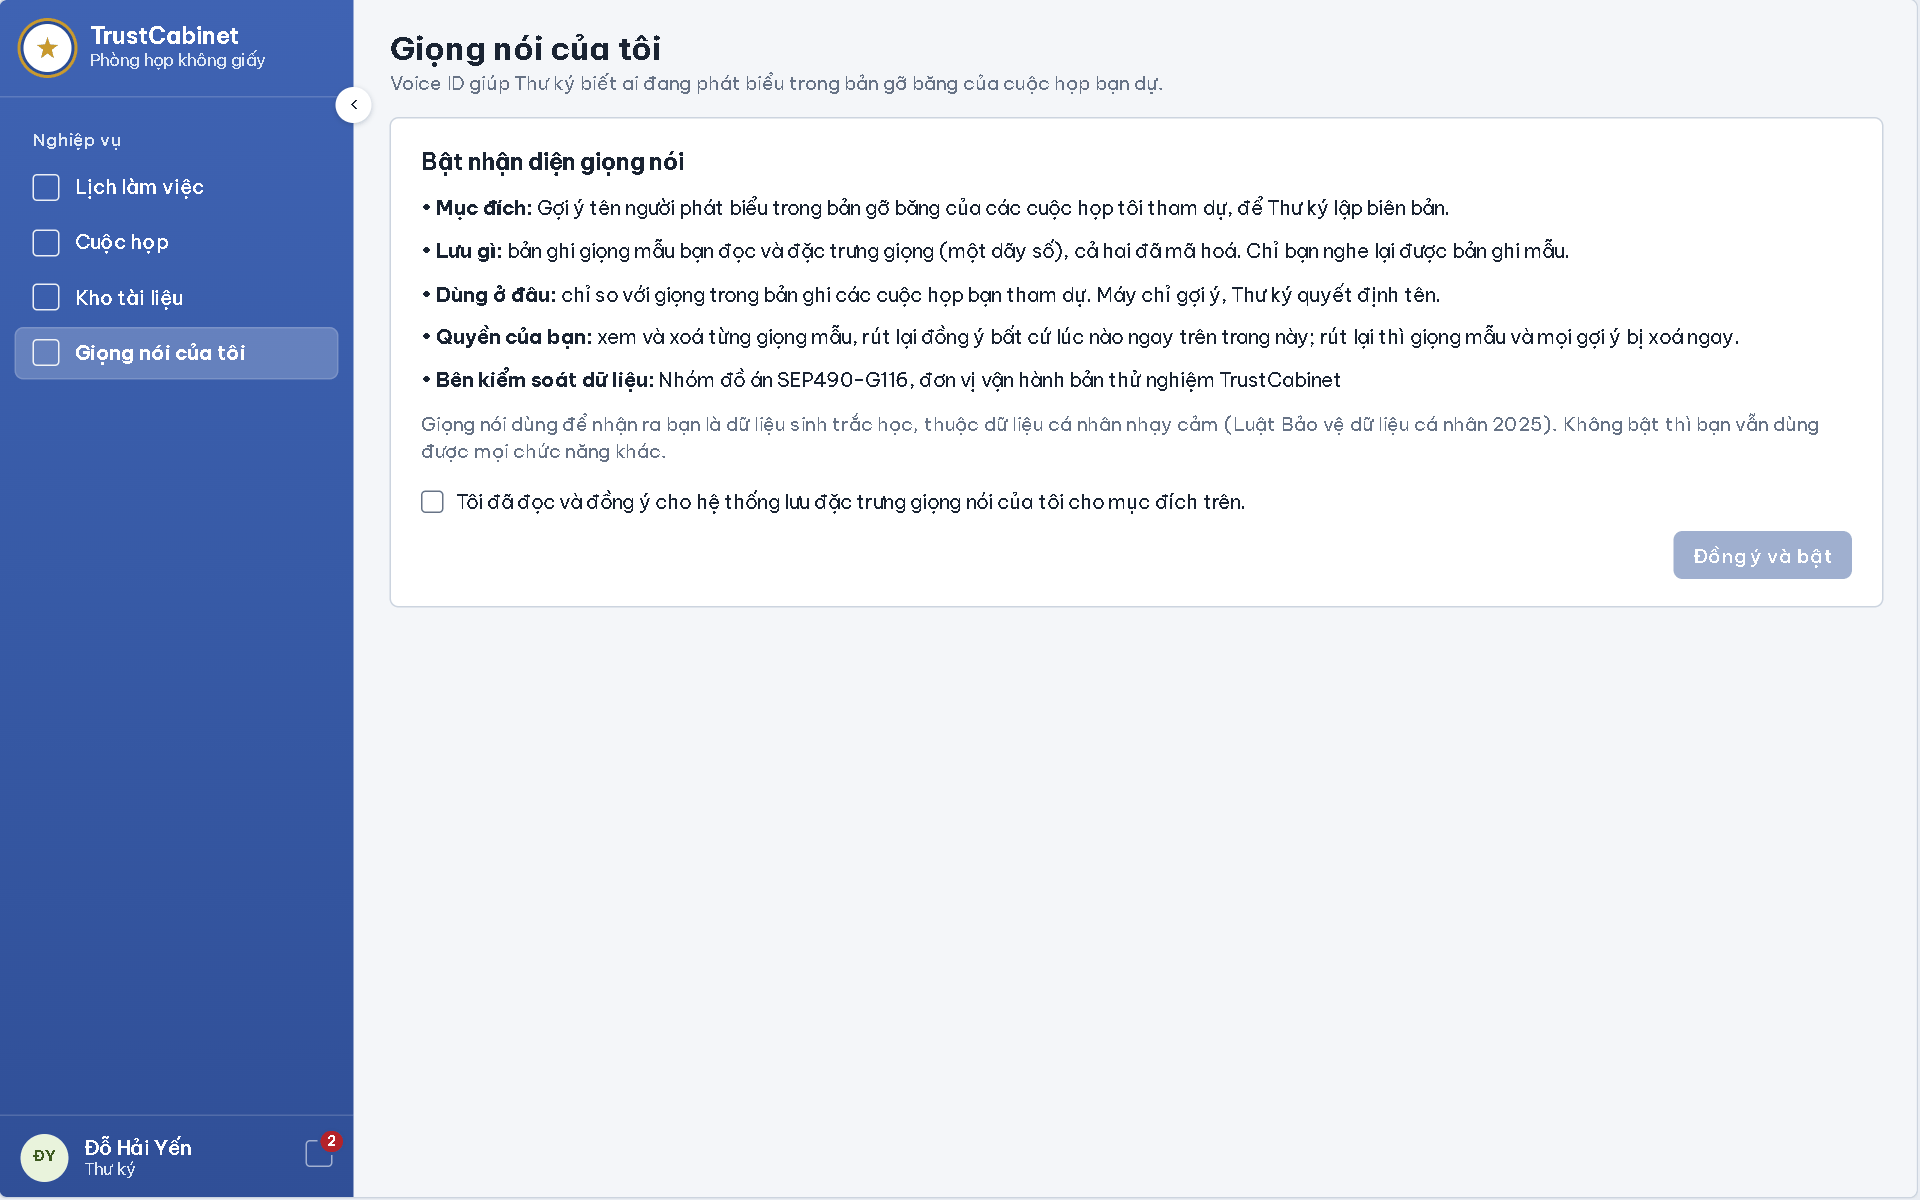 TrustCabinet
Phòng họp không giấy
Nghiệp vụ
Lịch làm việc
Cuộc họp
Kho tài liệu
Giọng nói của tôi
ĐY
Đỗ Hải Yến
Thư ký
2
Giọng nói của tôi
Voice ID giúp Thư ký biết ai đang phát biểu trong bản gỡ băng của cuộc họp bạn dự.
Bật nhận diện giọng nói
• Mục đích: Gợi ý tên người phát biểu trong bản gỡ băng của các cuộc họp tôi tham dự, để Thư ký lập biên bản.
• Lưu gì: bản ghi giọng mẫu bạn đọc và đặc trưng giọng (một dãy số), cả hai đã mã hoá. Chỉ bạn nghe lại được bản ghi mẫu.
• Dùng ở đâu: chỉ so với giọng trong bản ghi các cuộc họp bạn tham dự. Máy chỉ gợi ý, Thư ký quyết định tên.
• Quyền của bạn: xem và xoá từng giọng mẫu, rút lại đồng ý bất cứ lúc nào ngay trên trang này; rút lại thì giọng mẫu và mọi gợi ý bị xoá ngay.
• Bên kiểm soát dữ liệu: Nhóm đồ án SEP490-G116, đơn vị vận hành bản thử nghiệm TrustCabinet
Giọng nói dùng để nhận ra bạn là dữ liệu sinh trắc học, thuộc dữ liệu cá nhân nhạy cảm (Luật Bảo vệ dữ liệu cá nhân 2025). Không bật thì bạn vẫn dùng
được mọi chức năng khác.
Tôi đã đọc và đồng ý cho hệ thống lưu đặc trưng giọng nói của tôi cho mục đích trên.
Đồng ý và bật